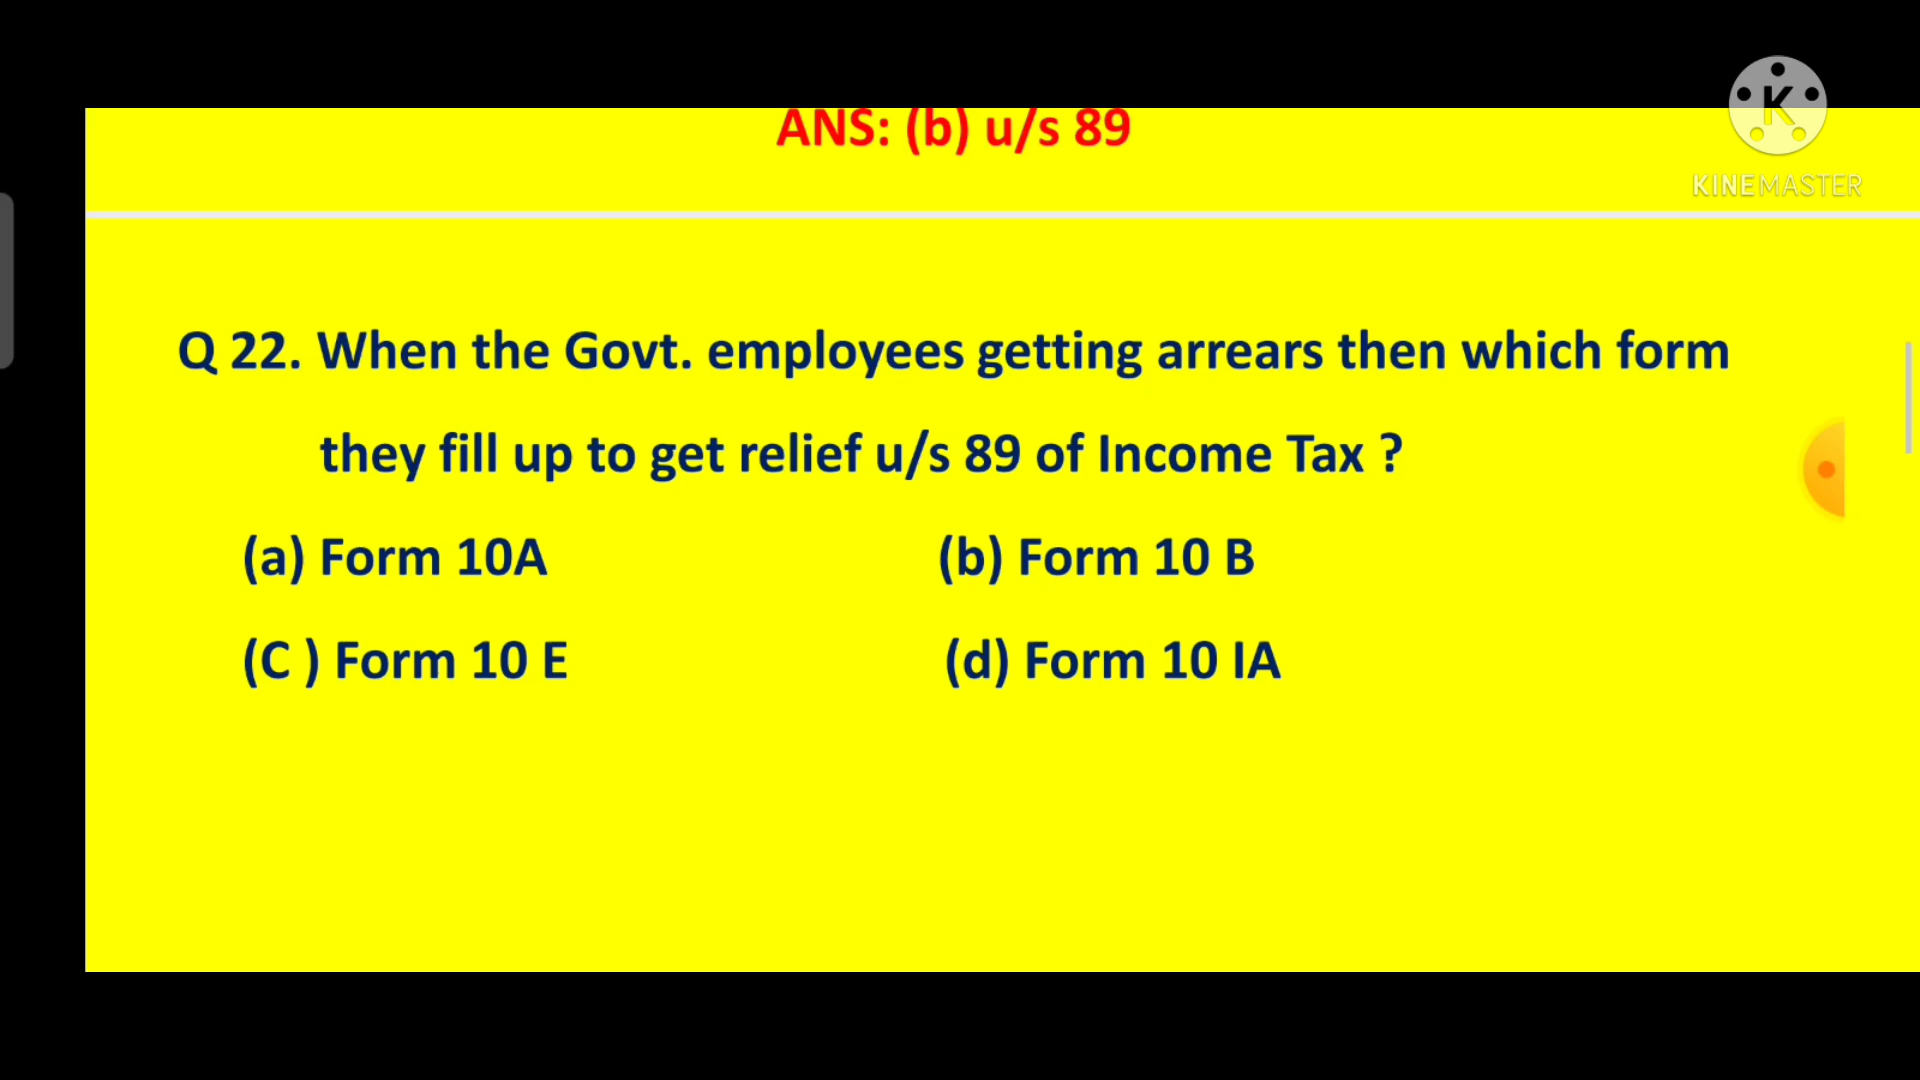 ANS: (b) u/s 89
K
KINEMASTER
Q 22. When the Govt. employees getting arrears then which form
they fill up to get relief u/s 89 of Income Tax ?
(a) Form 10A (b) Form 10 B
(C ) Form 10 E (d) Form 10 IA